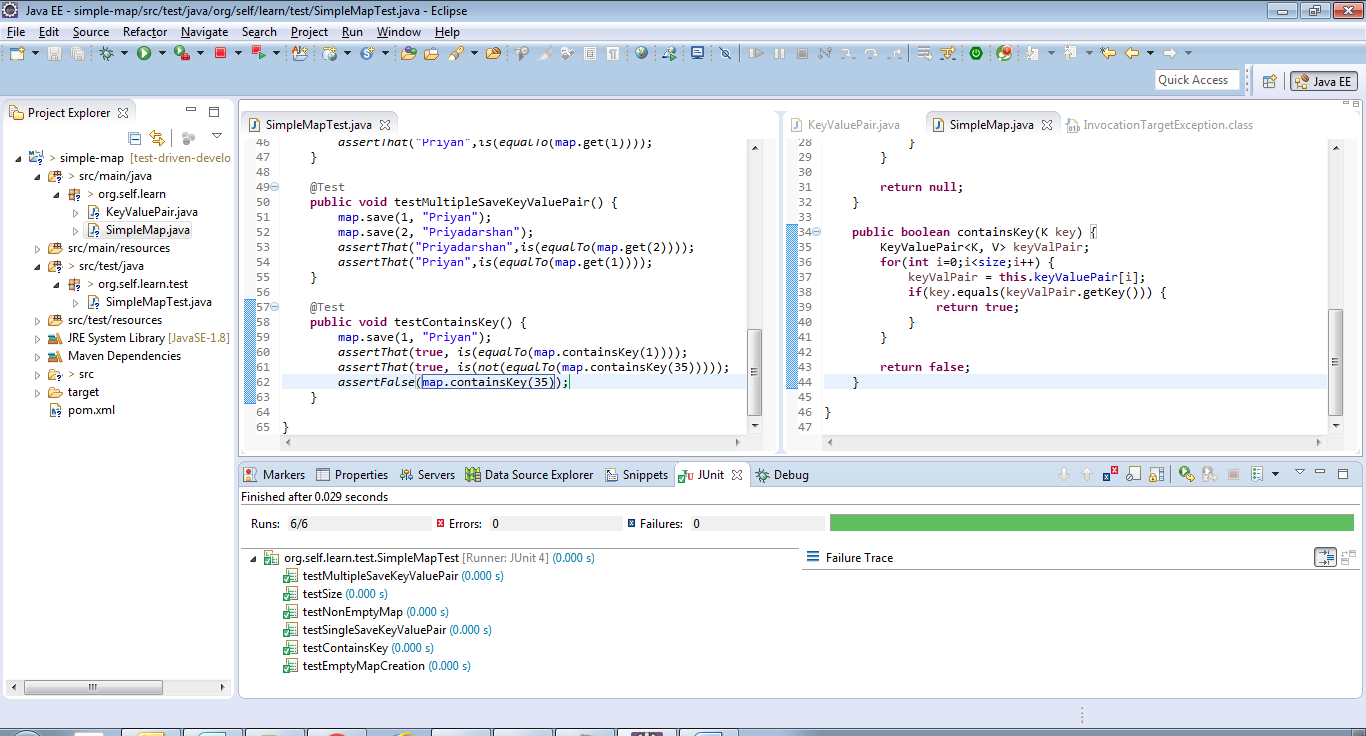 Java EE - simple-map/src/test/java/org/self/learn/test/SimpleMapTest.java - Eclipse
File Edit Source Refactor Navigate Search Project Run Window Help
Quick Access
Java EE
Project Explorer
> simple-map [test-driven-develo
> src/main/java
> org.self.learn
KeyValuePair.java
SimpleMap.java
src/main/resources
> src/test/java
> org.self.learn.test
SimpleMapTest.java
src/test/resources
JRE System Library [JavaSE-1.8]
Maven Dependencies
> src
target
pom.xml
SimpleMapTest.java
46 assertThat("Priyan",is(equalTo(map.get(1))));
47 }
48
49 @Test
50 public void testMultipleSaveKeyValuePair() {
51 map.save(1, "Priyan");
52 map.save(2, "Priyadarshan");
53 assertThat("Priyadarshan",is(equalTo(map.get(2))));
54 assertThat("Priyan",is(equalTo(map.get(1))));
55 }
56
57 @Test
58 public void testContainsKey() {
59 map.save(1, "Priyan");
60 assertThat(true, is(equalTo(map.containsKey(1))));
61 assertThat(true, is(not(equalTo(map.containsKey(35)))));
62 assertFalse(map.containsKey(35));
63 }
64
65 }
KeyValuePair.java SimpleMap.java InvocationTargetException.class
28 }
29 }
30
31 return null;
32 }
33
34 public boolean containsKey(K key) {
35 KeyValuePair<K, V> keyValPair;
36 for(int i=0;i<size;i++) {
37 keyValPair = this.keyValuePair[i];
38 if(key.equals(keyValPair.getKey())) {
39 return true;
40 }
41 }
42
43 return false;
44 }
45
46 }
47
Markers Properties Servers Data Source Explorer Snippets JUnit Debug
Finished after 0.029 seconds
Runs: 6/6 Errors: 0 Failures: 0
org.self.learn.test.SimpleMapTest [Runner: JUnit 4] (0.000 s)
testMultipleSaveKeyValuePair (0.000 s)
testSize (0.000 s)
testNonEmptyMap (0.000 s)
testSingleSaveKeyValuePair (0.000 s)
testContainsKey (0.000 s)
testEmptyMapCreation (0.000 s)
Failure Trace